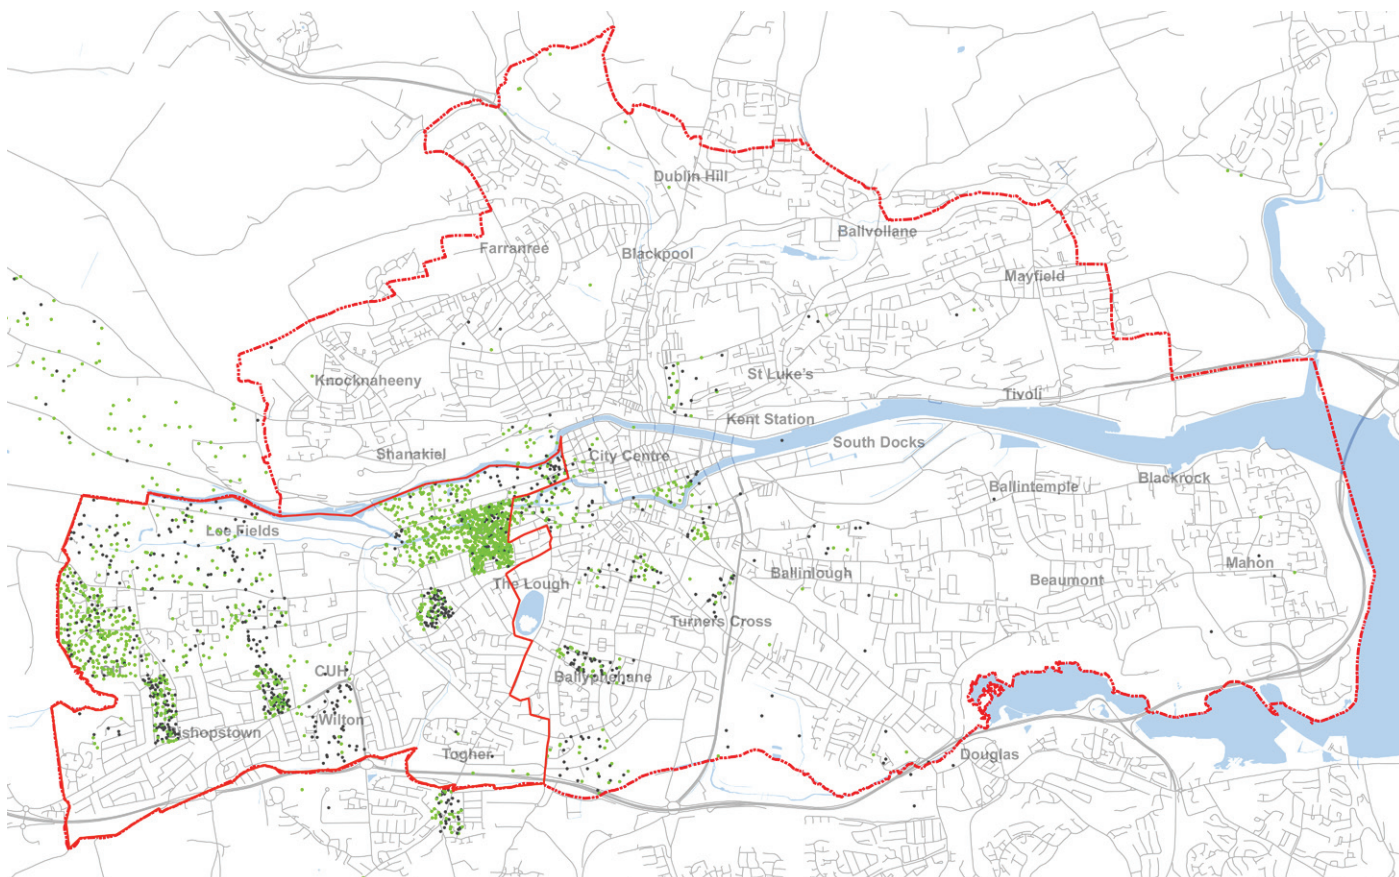 Dublin Hill
Ballyvollane
Farranree
Blackpool
Mayfield
Knocknaheeny
St Luke's
Tivoli
Kent Station
South Docks
Shanakiel
City Centre
Blackrock
Ballintemple
Lee Fields
Mahon
The Lough
Ballinlough
Beaumont
Turners Cross
CUH
Ballyphehane
Wilton
Bishopstown
Togher
Douglas